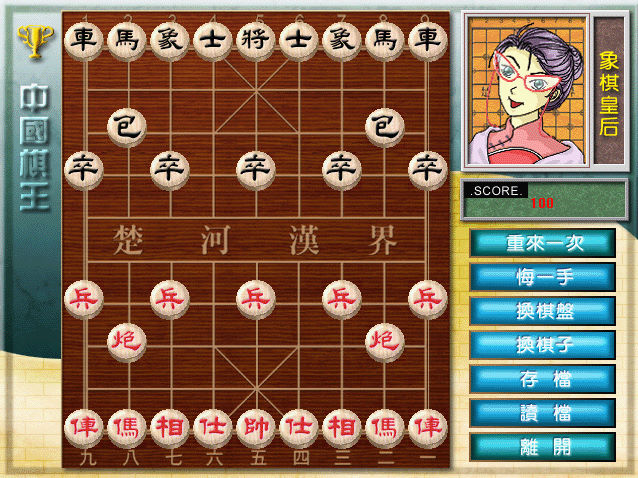 中國棋王
車 馬 象 士 將 士 象 馬 車
包 包
卒 卒 卒 卒 卒
楚 河 漢 界
兵 兵 兵 兵 兵
炮 炮
俥 傌 相 仕 帥 仕 相 傌 俥
九 八 七 六 五 四 三 二 一
象棋皇后
.SCORE.
100
重來一次
悔一手
換棋盤
換棋子
存 檔
讀 檔
離 開